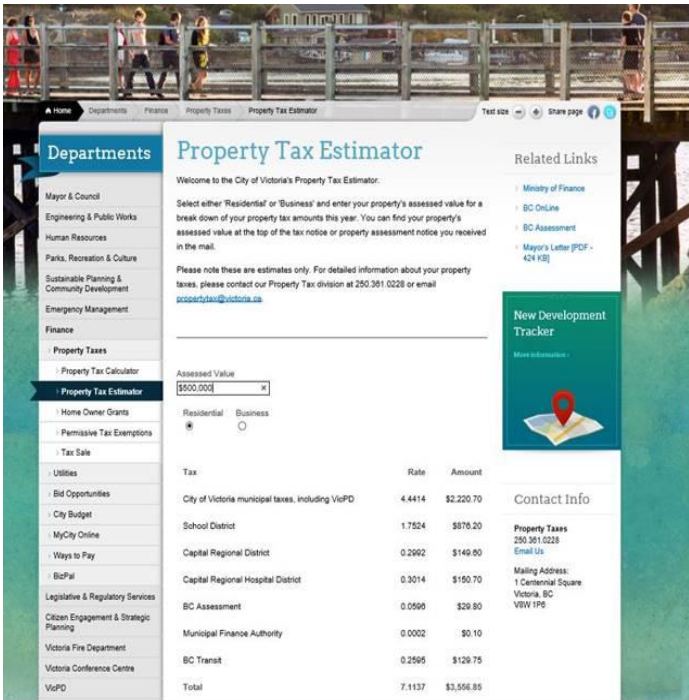 Home Departments Finance Property Taxes Property Tax Estimator
Text size - + Share page
Departments
Mayor & Council
Engineering & Public Works
Human Resources
Parks, Recreation & Culture
Sustainable Planning &
Community Development
Emergency Management
Finance
Property Taxes
Property Tax Calculator
Property Tax Estimator
Home Owner Grants
Permissive Tax Exemptions
Tax Sale
Utilities
Bid Opportunities
City Budget
MyCity Online
Ways to Pay
BizPal
Legislative & Regulatory Services
Citizen Engagement & Strategic
Planning
Victoria Fire Department
Victoria Conference Centre
VicPD
Property Tax Estimator
Welcome to the City of Victoria's Property Tax Estimator.
Select either 'Residential' or 'Business' and enter your property's assessed value for a
break down of your property tax amounts this year. You can find your property's
assessed value at the top of the tax notice or property assessment notice you received
in the mail.
Please note these are estimates only. For detailed information about your property
taxes, please contact our Property Tax division at 250.361.0228 or email
propertytax@victoria.ca.
Assessed Value
$500,000 ×
Residential Business
Tax Rate Amount
City of Victoria municipal taxes, including VicPD 4.4414 $2,220.70
School District 1.7524 $876.20
Capital Regional District 0.2992 $149.60
Capital Regional Hospital District 0.3014 $150.70
BC Assessment 0.0596 $29.80
Municipal Finance Authority 0.0002 $0.10
BC Transit 0.2595 $129.75
Total 7.1137 $3,556.85
Related Links
Ministry of Finance
BC OnLine
BC Assessment
Mayor's Letter [PDF -
424 KB]
New Development
Tracker
More information ›
Contact Info
Property Taxes
250.361.0228
Email Us
Mailing Address:
1 Centennial Square
Victoria, BC
V8W 1P6